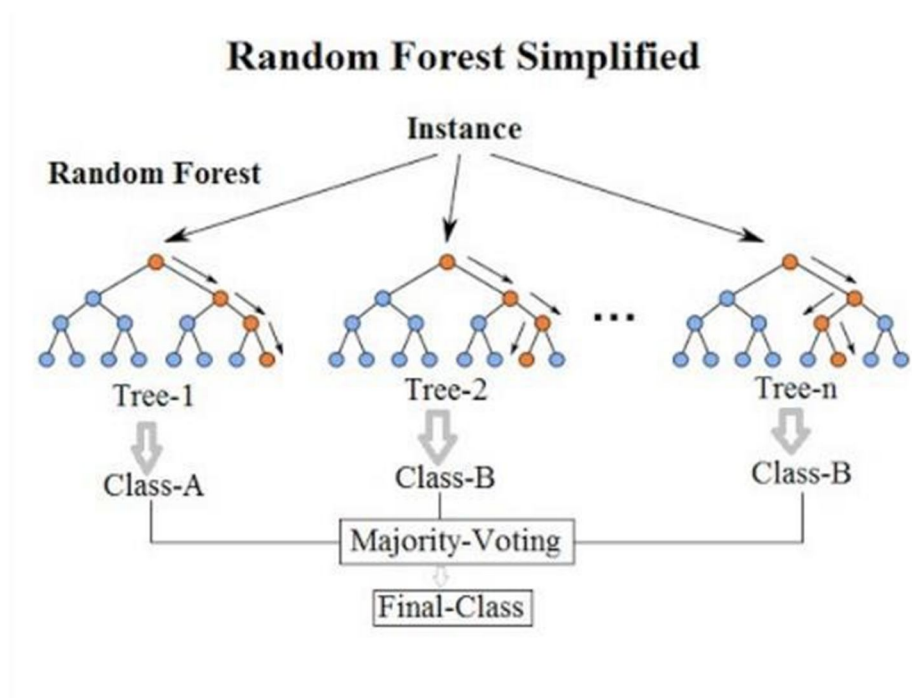 Random Forest Simplified
Instance
Random Forest
...
Tree-1
Tree-2
Tree-n
Class-A
Class-B
Class-B
Majority-Voting
Final-Class